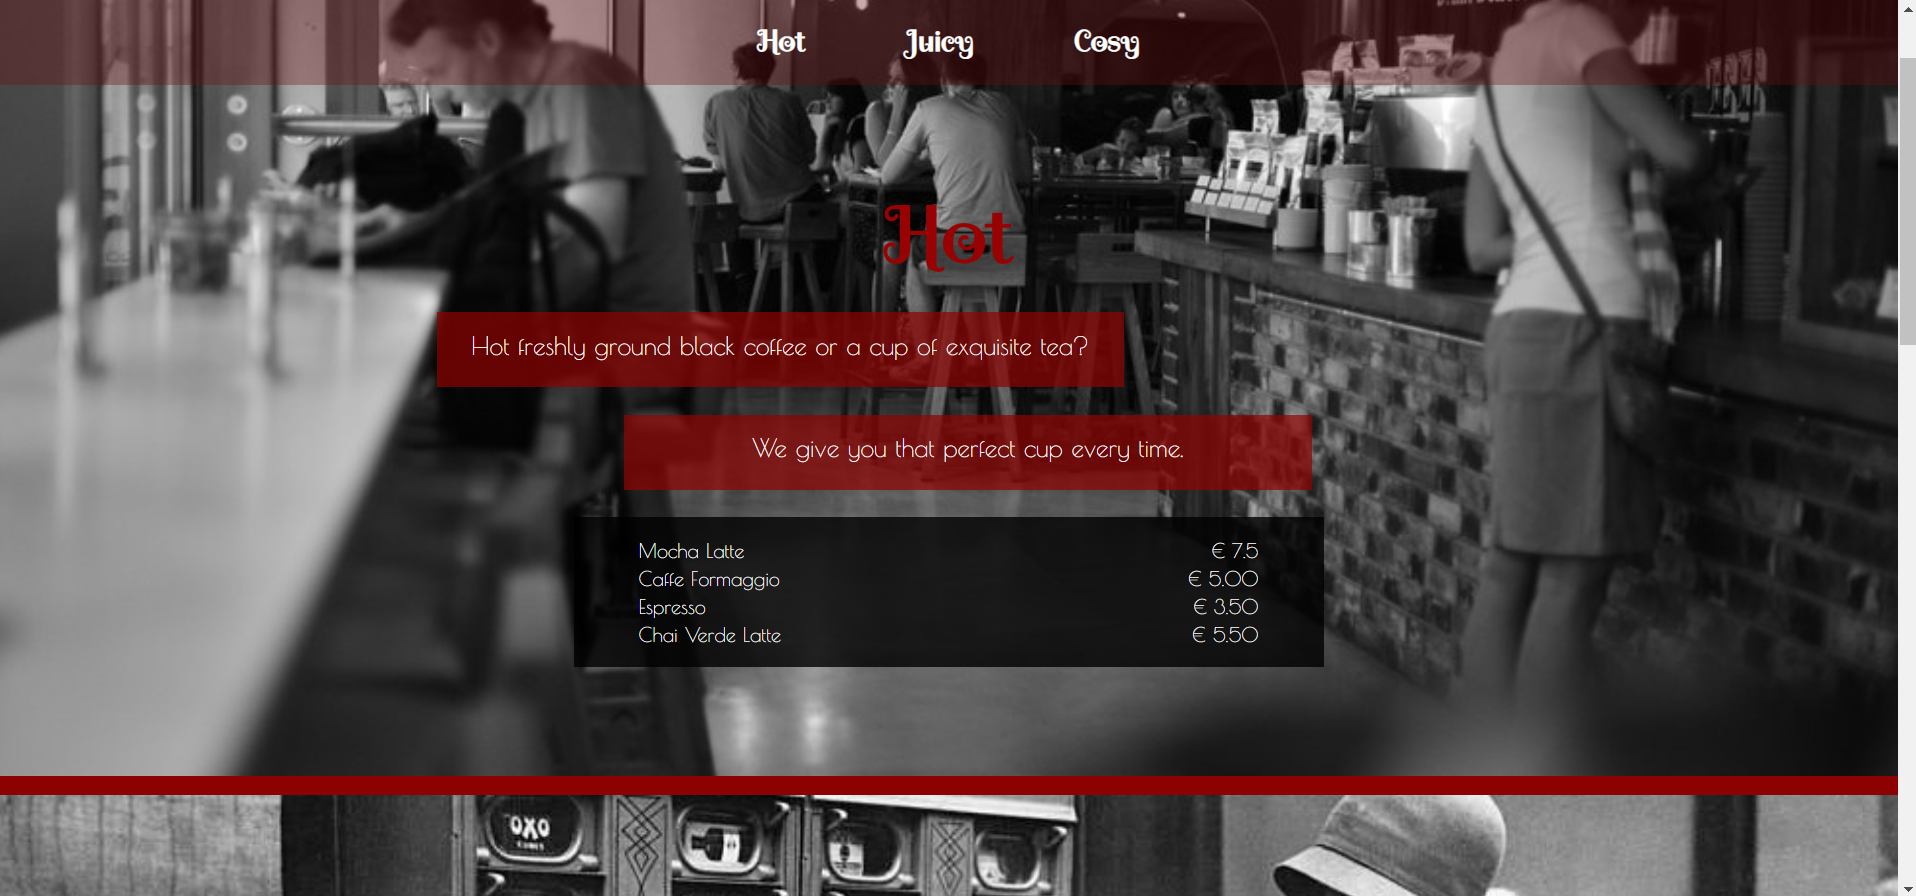 Hot Juicy Cosy
Hot
Hot freshly ground black coffee or a cup of exquisite tea?
We give you that perfect cup every time.
Mocha Latte € 7.5
Caffe Formaggio € 5.00
Espresso € 3.50
Chai Verde Latte € 5.50
OXO
CUBES